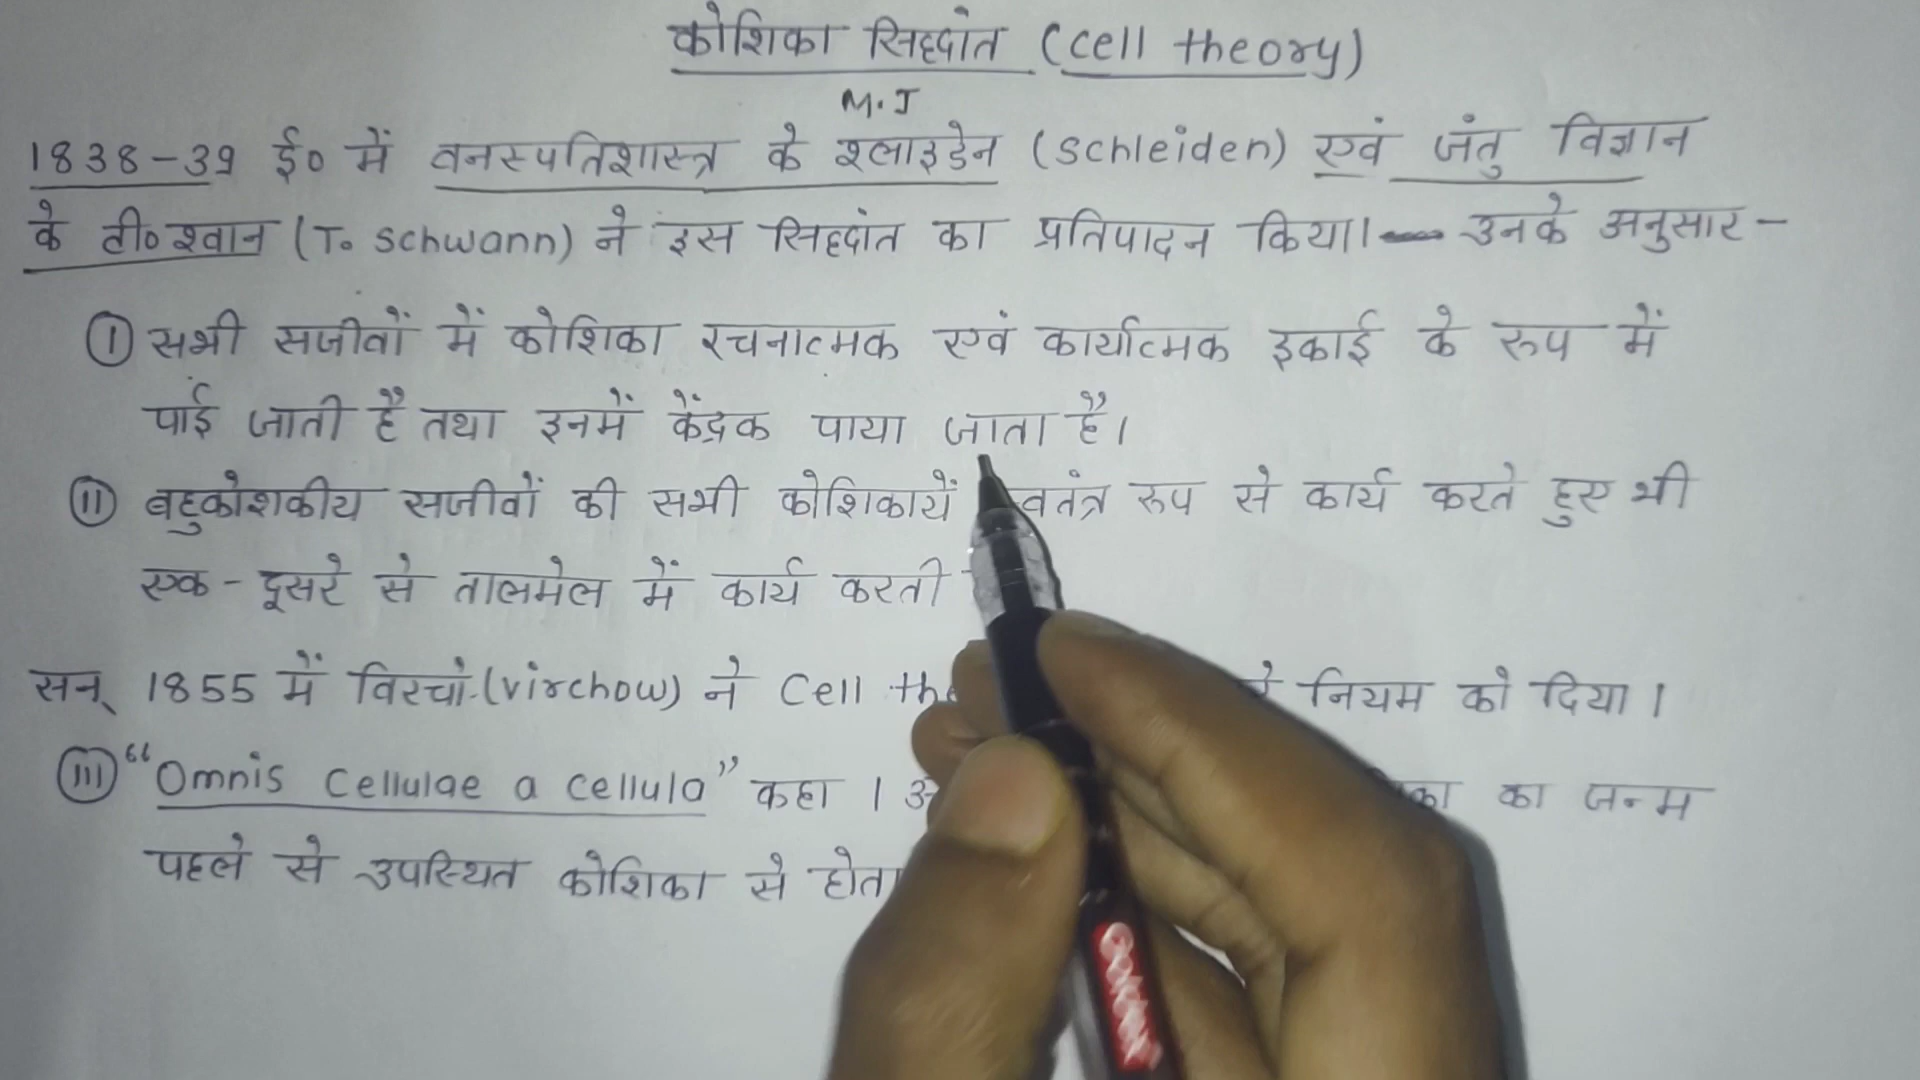 कोशिका सिद्धांत (cell theory)
M.J
1838-39 ई० में वनस्पतिशास्त्र के श्लाइडेन (schleiden) एवं जंतु विज्ञान
के टी० श्वान (T. schwann) ने इस सिद्धांत का प्रतिपादन किया। उनके अनुसार -
(I) सभी सजीवों में कोशिका रचनात्मक एवं कार्यात्मक इकाई के रूप में
पाई जाती है तथा इनमें केंद्रक पाया जाता है।
(II) बहुकोशकीय सजीवों की सभी कोशिकायें रूप से कार्य करते हुए भी
एक - दूसरे से तालमेल में कार्य करती
सन् 1855 में विरचो (virchow) ने Cell नियम को दिया ।
(III) "Omnis cellulae a cellula" कहा । का जन्म
पहले से उपस्थित कोशिका से होता